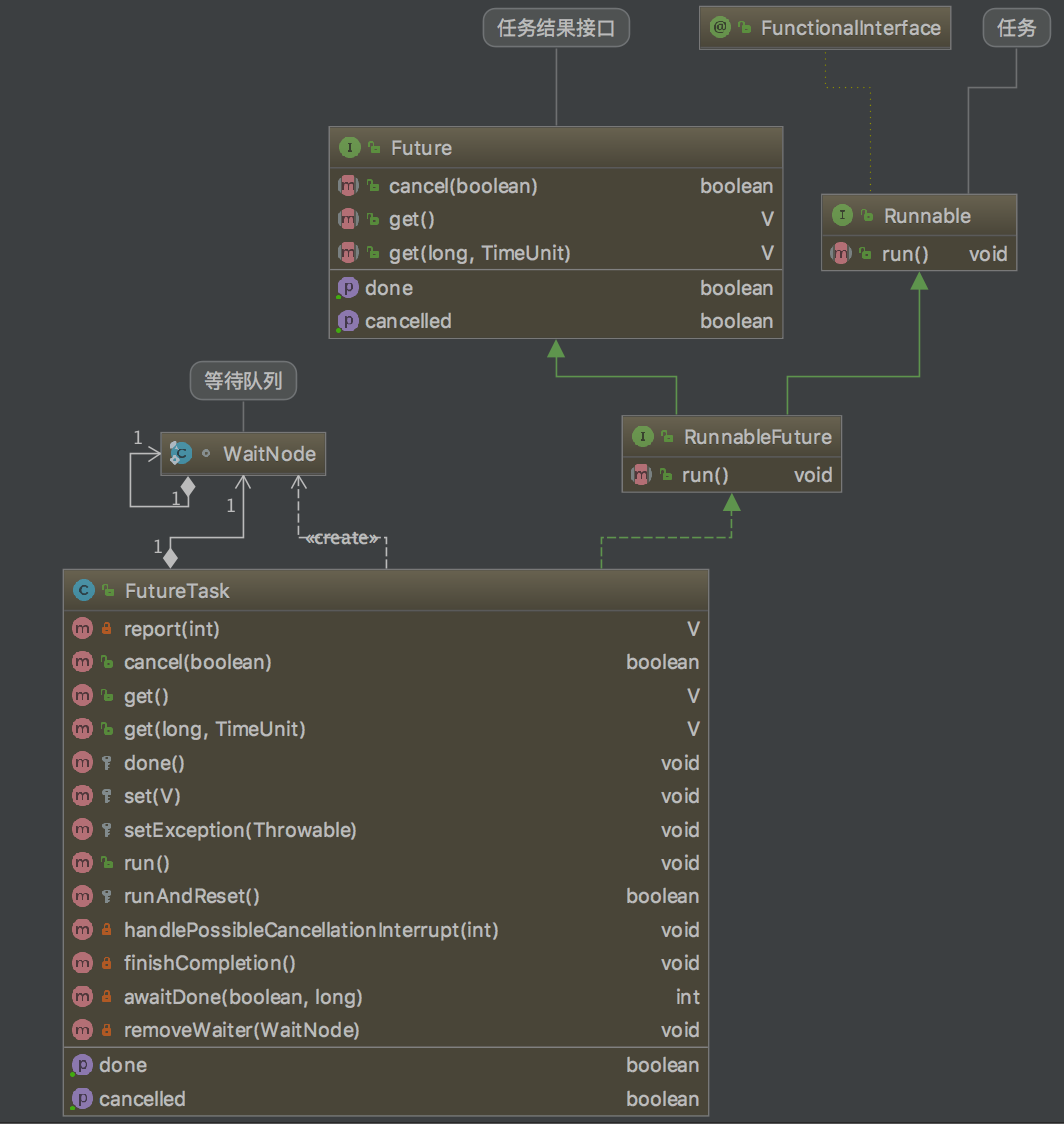 任务结果接口
FunctionalInterface
任务
Future
cancel(boolean) boolean
get() V
get(long, TimeUnit) V
done boolean
cancelled boolean
Runnable
run() void
等待队列
WaitNode
1
1
1
1
RunnableFuture
run() void
«create»
FutureTask
report(int) V
cancel(boolean) boolean
get() V
get(long, TimeUnit) V
done() void
set(V) void
setException(Throwable) void
run() void
runAndReset() boolean
handlePossibleCancellationInterrupt(int) void
finishCompletion() void
awaitDone(boolean, long) int
removeWaiter(WaitNode) void
done boolean
cancelled boolean